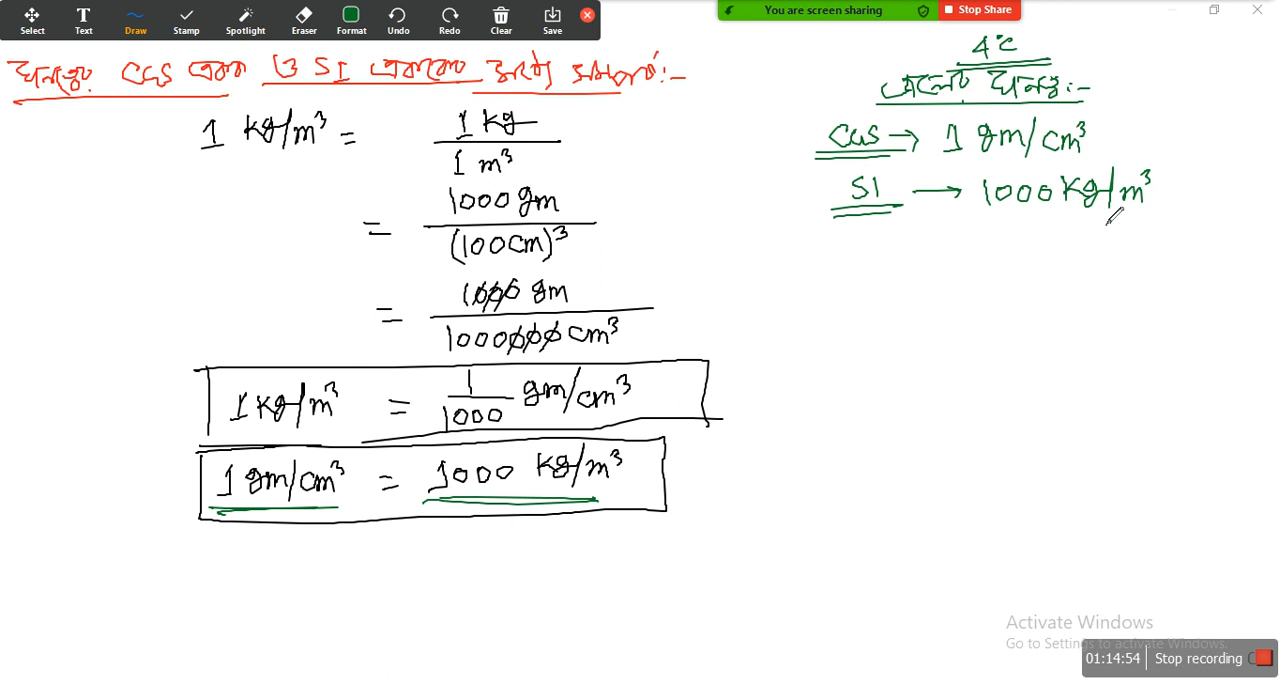 Select Text Draw Stamp Spotlight Eraser Format Undo Redo Clear Save
You are screen sharing Stop Share
ঘনত্বের CGS একক ও SI এককের মধ্যে সম্পর্ক:-
1 kg/m³ = 1 kg / 1 m³
= 1000 gm / (100 cm)³
= 1000 gm / 1000000 cm³
1 kg/m³ = 1/1000 gm/cm³
1 gm/cm³ = 1000 kg/m³
4°C
জলের ঘনত্ব:-
CGS → 1 gm/cm³
SI → 1000 kg/m³
Activate Windows
Go to Settings to activate Windows.
01:14:54 Stop recording